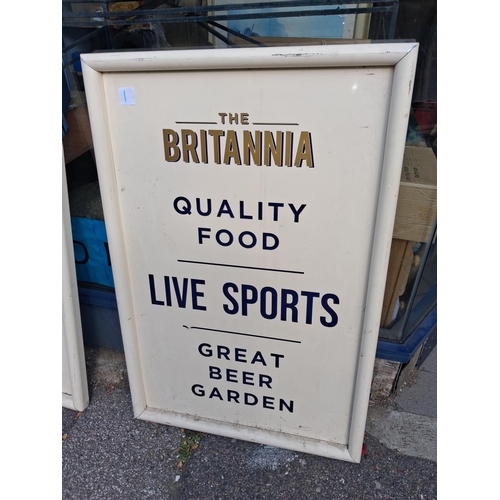 THE
BRITANNIA
QUALITY
FOOD
LIVE SPORTS
GREAT
BEER
GARDEN